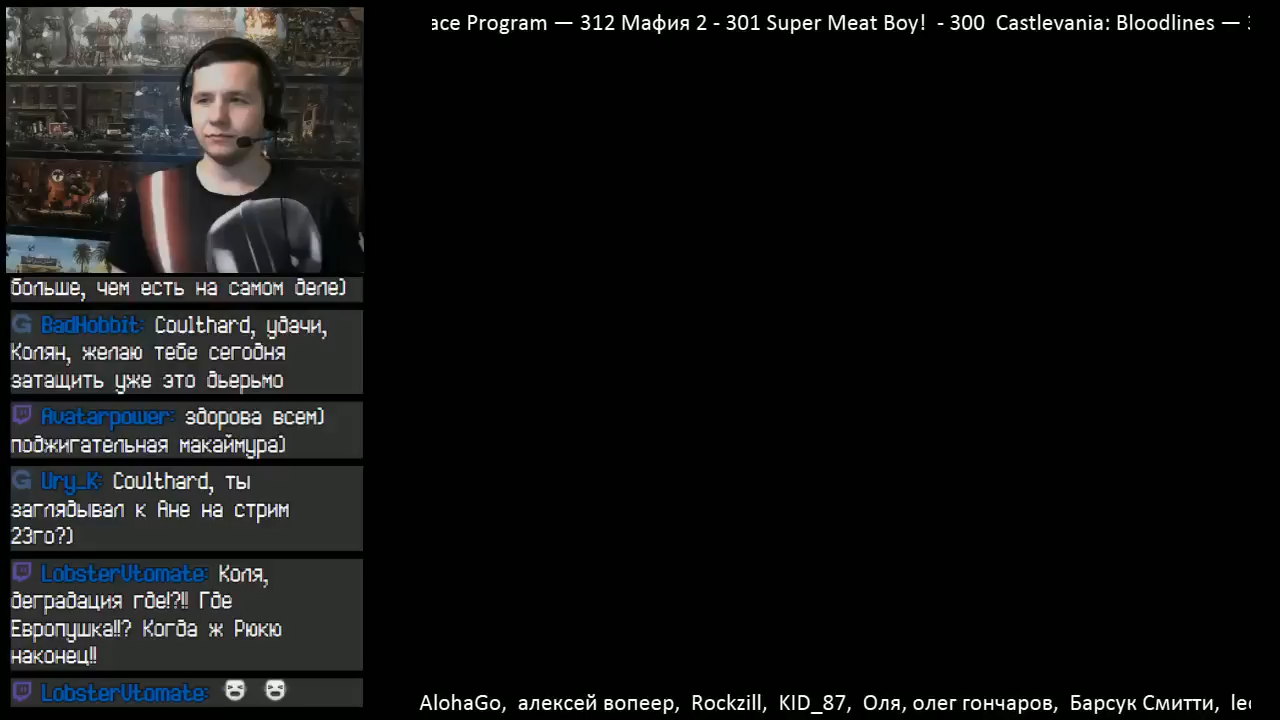 ace Program — 312 Мафия 2 - 301 Super Meat Boy!  - 300  Castlevania: Bloodlines —
больше, чем есть на самом деле)
BadHobbit: Coulthard, удачи,
Колян, желаю тебе сегодня
затащить уже это дьерьмо
Avatarpower: здорова всем)
поджигательная макаймура)
Ury_K: Coulthard, ты
заглядывал к Ане на стрим
23го?)
LobsterUtomate: Коля,
деградация где!?!! Где
Европушка!!? Когда ж Рюкю
наконец!!
LobsterUtomate:
AlohaGo,  алексей вопеер,  Rockzill,  KID_87,  Оля, олег гончаров,  Барсук Смитти,